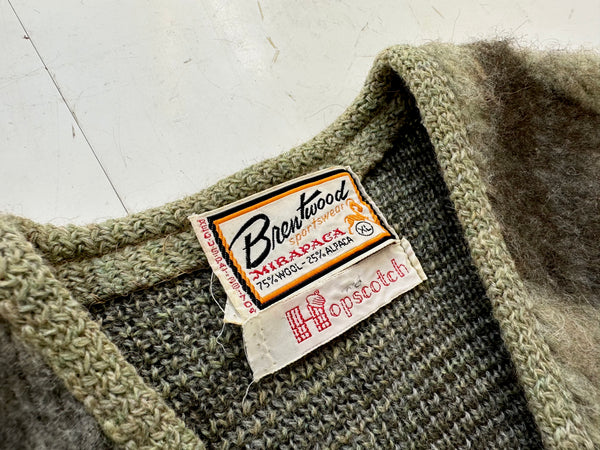 Brentwood
sportswear
MIRAPACA
75% WOOL - 25% ALPACA
XL
Hopscotch